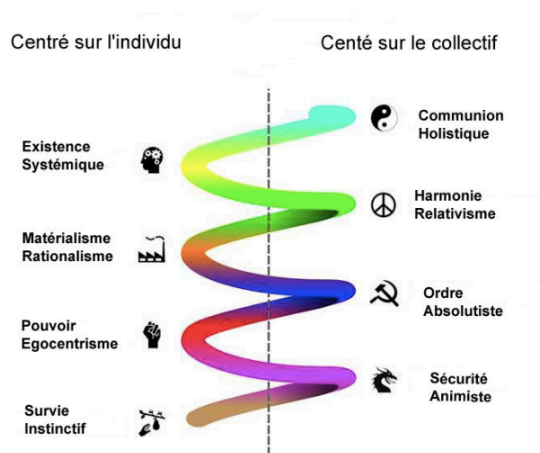 Centré sur l'individu
Centé sur le collectif
Communion
Holistique
Existence
Systémique
Harmonie
Relativisme
Matérialisme
Rationalisme
Ordre
Absolutiste
Pouvoir
Egocentrisme
Sécurité
Animiste
Survie
Instinctif